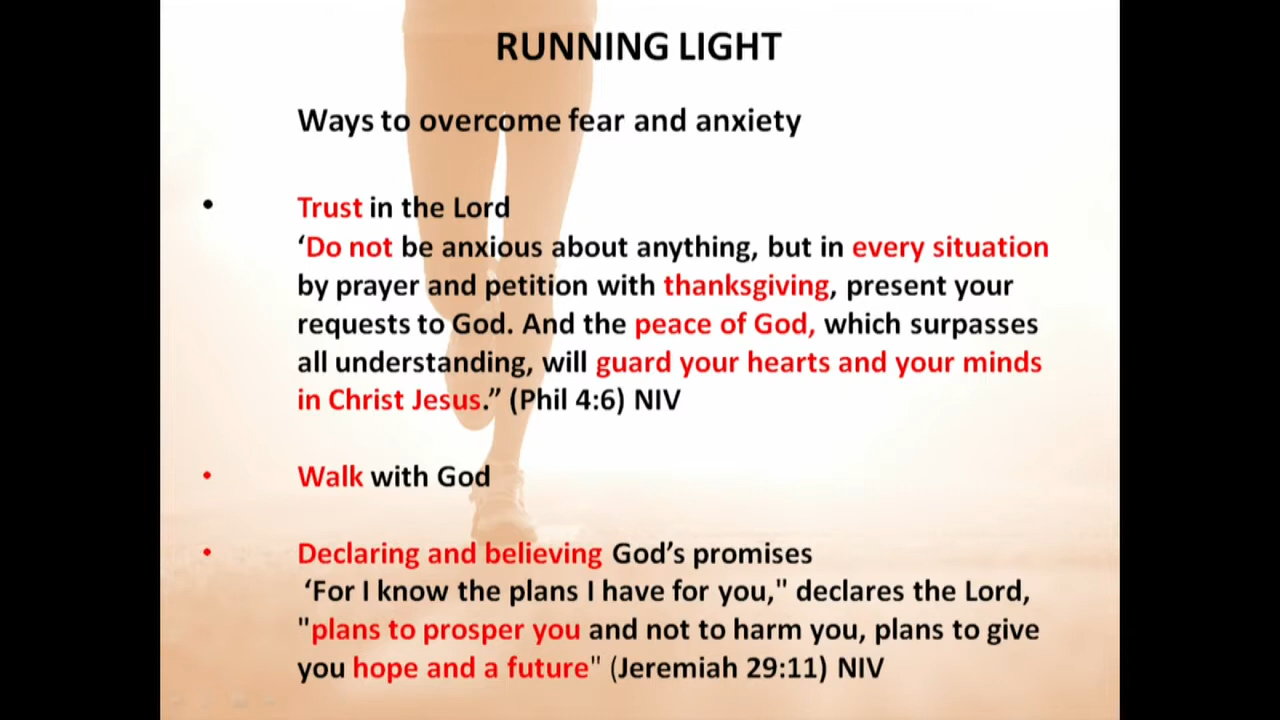 RUNNING LIGHT
Ways to overcome fear and anxiety
• Trust in the Lord
‘Do not be anxious about anything, but in every situation
by prayer and petition with thanksgiving, present your
requests to God. And the peace of God, which surpasses
all understanding, will guard your hearts and your minds
in Christ Jesus.” (Phil 4:6) NIV
• Walk with God
• Declaring and believing God’s promises
‘For I know the plans I have for you," declares the Lord,
"plans to prosper you and not to harm you, plans to give
you hope and a future" (Jeremiah 29:11) NIV